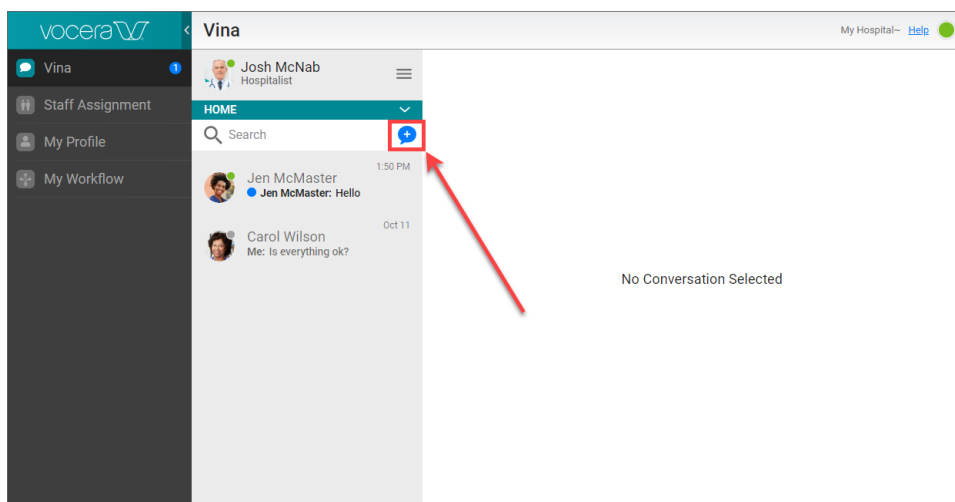 vocera
Vina
My Hospital~ Help
Vina 1
Staff Assignment
My Profile
My Workflow
Josh McNab
Hospitalist
HOME
Search
1:50 PM
Jen McMaster
Jen McMaster: Hello
Oct 11
Carol Wilson
Me: Is everything ok?
No Conversation Selected